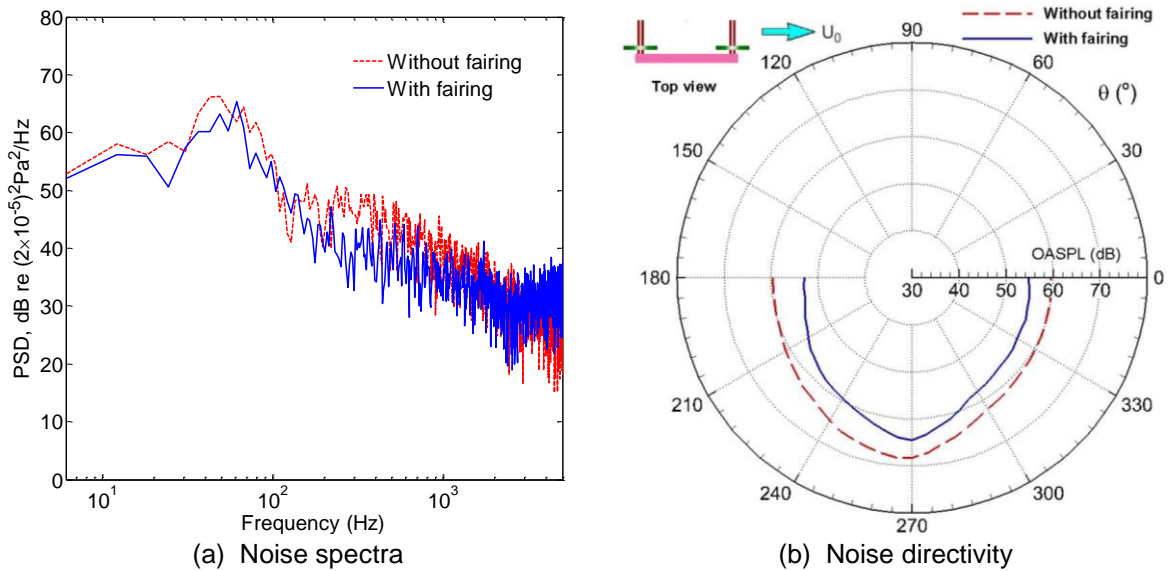 Without fairing
With fairing
80
70
60
50
40
30
20
10
0
PSD, dB re (2×10⁻⁵)²Pa²/Hz
10¹
10²
10³
Frequency (Hz)
(a) Noise spectra
U₀
Top view
Without fairing
With fairing
90
120
60
θ (°)
150
30
OASPL (dB)
180
0
30 40 50 60 70
210
330
240
300
270
(b) Noise directivity